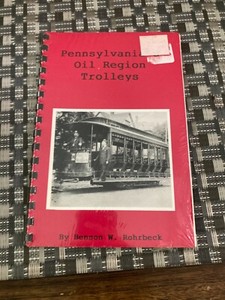 Pennsylvania
Oil Region
Trolleys
By Benson W. Rohrbeck